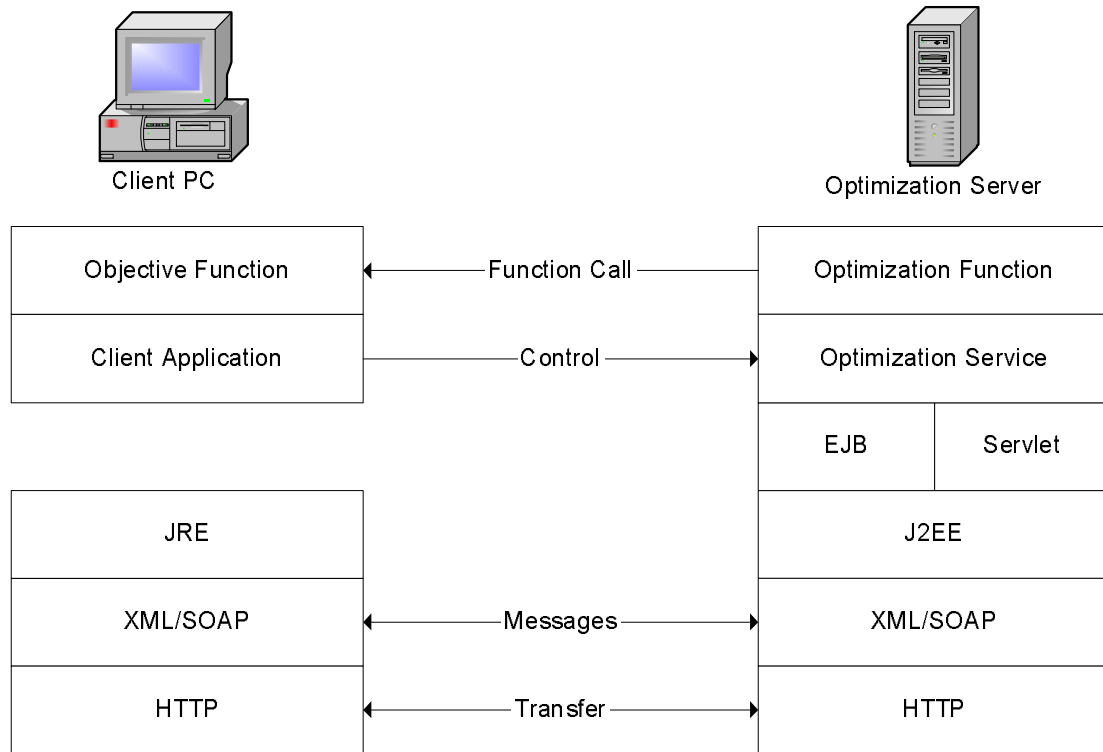 Client PC
Optimization Server
Objective Function
Function Call
Optimization Function
Client Application
Control
Optimization Service
EJB
Servlet
JRE
J2EE
XML/SOAP
Messages
XML/SOAP
HTTP
Transfer
HTTP